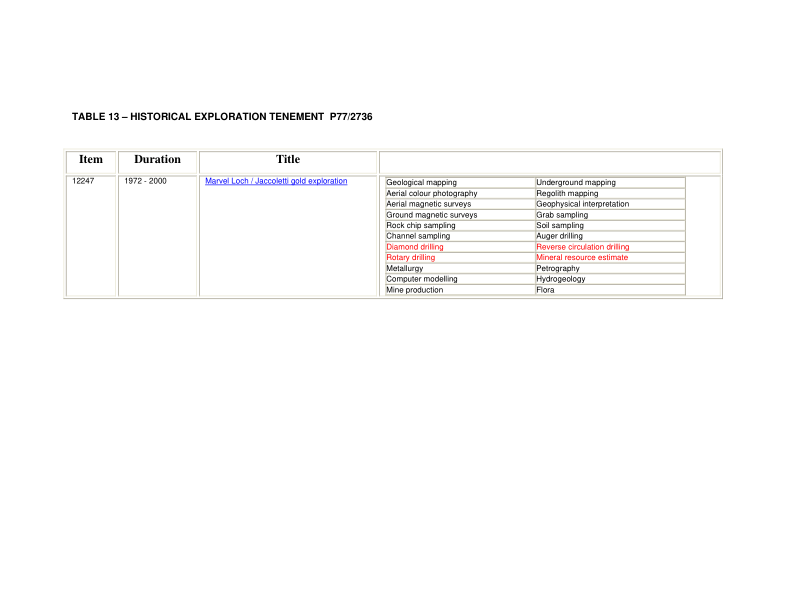 TABLE 13 – HISTORICAL EXPLORATION TENEMENT P77/2736
Item Duration Title
12247 1972 - 2000 Marvel Loch / Jaccoletti gold exploration Geological mapping Underground mapping
Aerial colour photography Regolith mapping
Aerial magnetic surveys Geophysical interpretation
Ground magnetic surveys Grab sampling
Rock chip sampling Soil sampling
Channel sampling Auger drilling
Diamond drilling Reverse circulation drilling
Rotary drilling Mineral resource estimate
Metallurgy Petrography
Computer modelling Hydrogeology
Mine production Flora